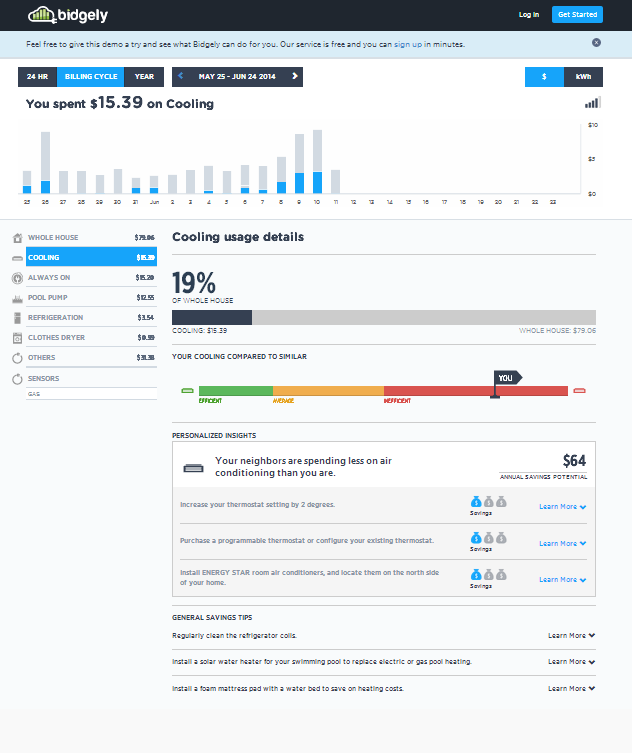 bidgely
Log In
Get Started
Feel free to give this demo a try and see what Bidgely can do for you. Our service is free and you can sign up in minutes.
24 HR
BILLING CYCLE
YEAR
MAY 25 - JUN 24 2014
$
kWh
You spent $15.39 on Cooling
$10
$5
$0
25 26 27 28 29 30 31 Jun 2 3 4 5 6 7 8 9 10 11 12 13 14 15 16 17 18 19 20 21 22 23
WHOLE HOUSE $79.06
COOLING $15.39
ALWAYS ON $15.20
POOL PUMP $12.55
REFRIGERATION $3.54
CLOTHES DRYER
OTHERS
SENSORS
GAS
Cooling usage details
19%
OF WHOLE HOUSE
COOLING: $15.39
WHOLE HOUSE: $79.06
YOUR COOLING COMPARED TO SIMILAR
YOU
EFFICIENT
AVERAGE
INEFFICIENT
PERSONALIZED INSIGHTS
Your neighbors are spending less on air
conditioning than you are.
$64
ANNUAL SAVINGS POTENTIAL
Increase your thermostat setting by 2 degrees.
Savings
Learn More
Purchase a programmable thermostat or configure your existing thermostat.
Savings
Learn More
Install ENERGY STAR room air conditioners, and locate them on the north side
of your home.
Savings
Learn More
GENERAL SAVINGS TIPS
Regularly clean the refrigerator coils.
Learn More
Install a solar water heater for your swimming pool to replace electric or gas pool heating.
Learn More
Install a foam mattress pad with a water bed to save on heating costs.
Learn More